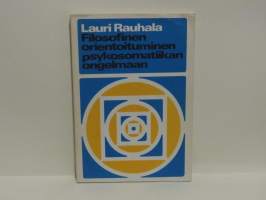 Lauri Rauhala
Filosofinen
orientoituminen
psykosomatiikan
ongelmaan